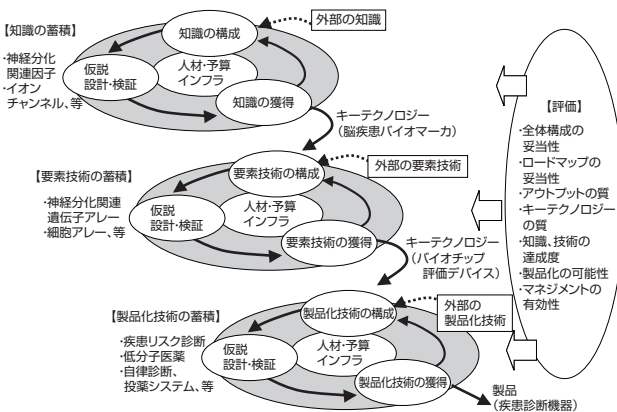 【知識の蓄積】
・神経分化
関連因子
・イオン
チャンネル、等
知識の構成
外部の知識
仮説
設計・検証
人材・予算
インフラ
知識の獲得
キーテクノロジー
(脳疾患バイオマーカ)
【要素技術の蓄積】
・神経分化関連
遺伝子アレー
・細胞アレー、等
要素技術の構成
外部の要素技術
仮説
設計・検証
人材・予算
インフラ
要素技術の獲得
キーテクノロジー
(バイオチップ
評価デバイス)
【製品化技術の蓄積】
・疾患リスク診断
・低分子医薬
・自律診断、
投薬システム、等
製品化技術の構成
外部の
製品化技術
仮説
設計・検証
人材・予算
インフラ
製品化技術の獲得
製品
(疾患診断機器)
【評価】
・全体構成の
妥当性
・ロードマップの
妥当性
・アウトプットの質
・キーテクノロジー
の質
・知識、技術の
達成度
・製品化の可能性
・マネジメントの
有効性